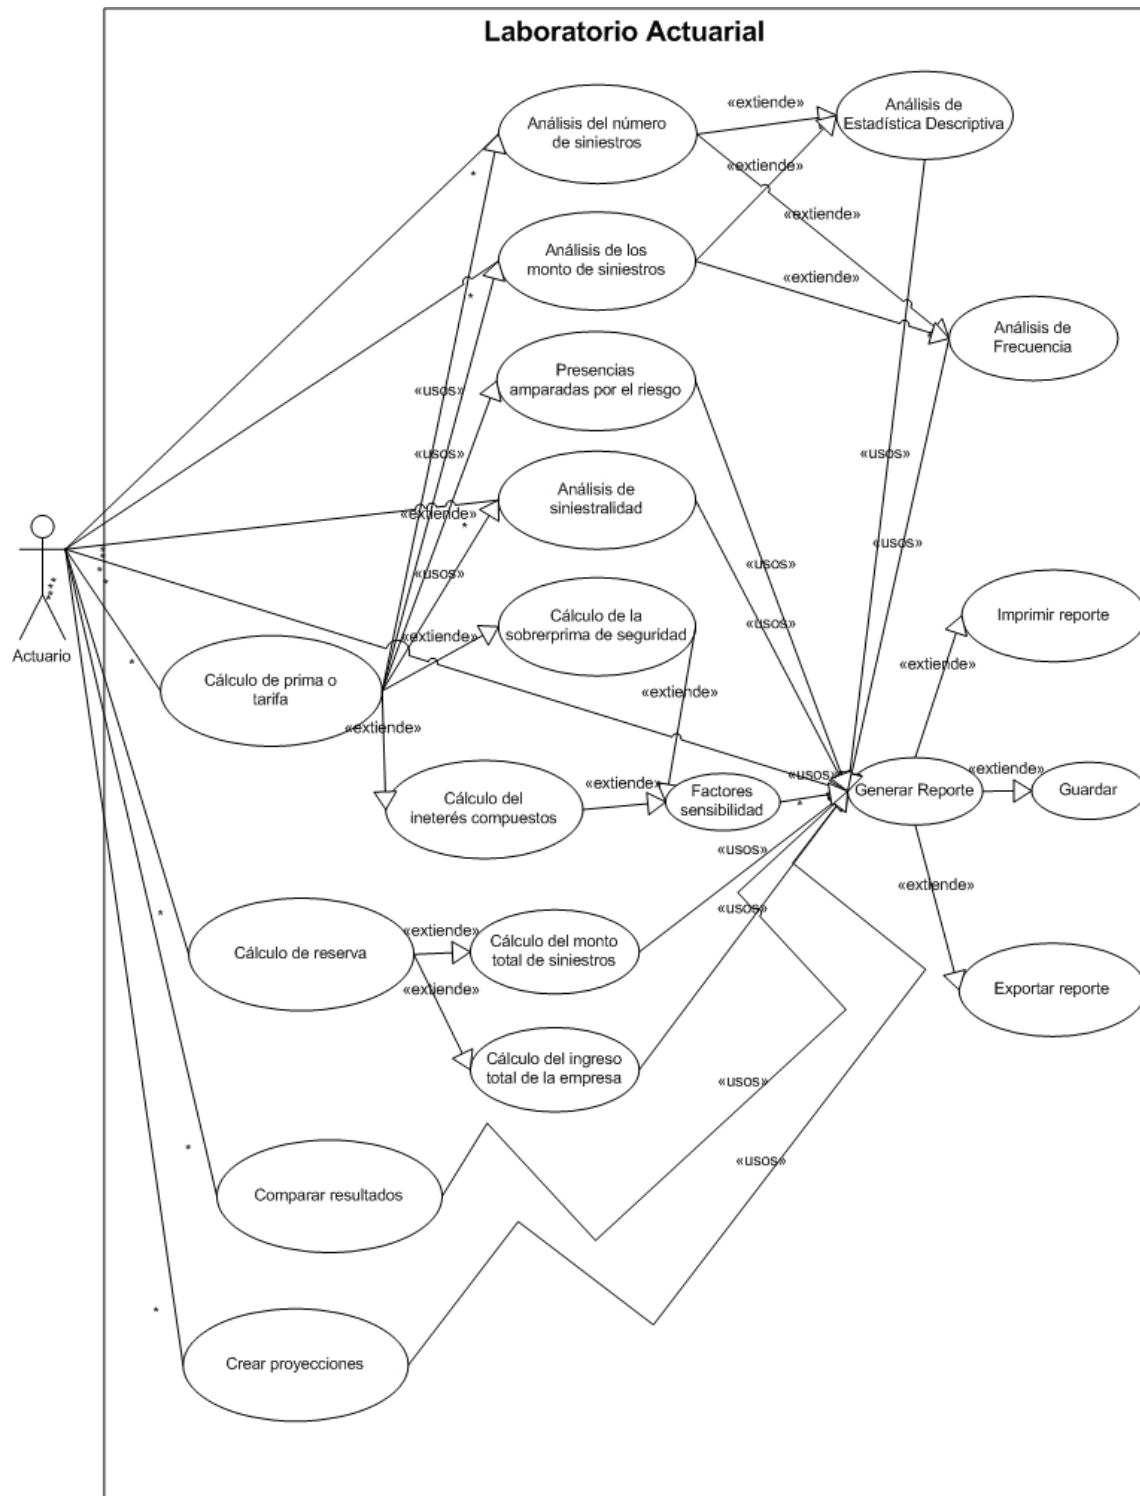 Laboratorio Actuarial
Análisis del número
de siniestros
«extiende»
Análisis de
Estadística Descriptiva
*
«extiende»
«extiende»
Análisis de los
monto de siniestros
«extiende»
*
Análisis de
Frecuencia
Presencias
amparadas por el riesgo
«usos»
«usos»
«usos»
Análisis de
siniestralidad
«extiende»
*
«usos»
«usos»
«usos»
«usos»
Actuario
*
*
*
*
*
*
*
*
*
Cálculo de prima o
tarifa
Cálculo de la
sobrerprima de seguridad
«extiende»
«extiende»
«extiende»
Imprimir reporte
«extiende»
Cálculo del
ineterés compuestos
«extiende»
Factores
sensibilidad
«usos»
*
Generar Reporte
«extiende»
Guardar
«usos»
«extiende»
«usos»
*
Cálculo de reserva
«extiende»
«extiende»
Cálculo del monto
total de siniestros
Exportar reporte
Cálculo del ingreso
total de la empresa
«usos»
*
Comparar resultados
«usos»
*
Crear proyecciones